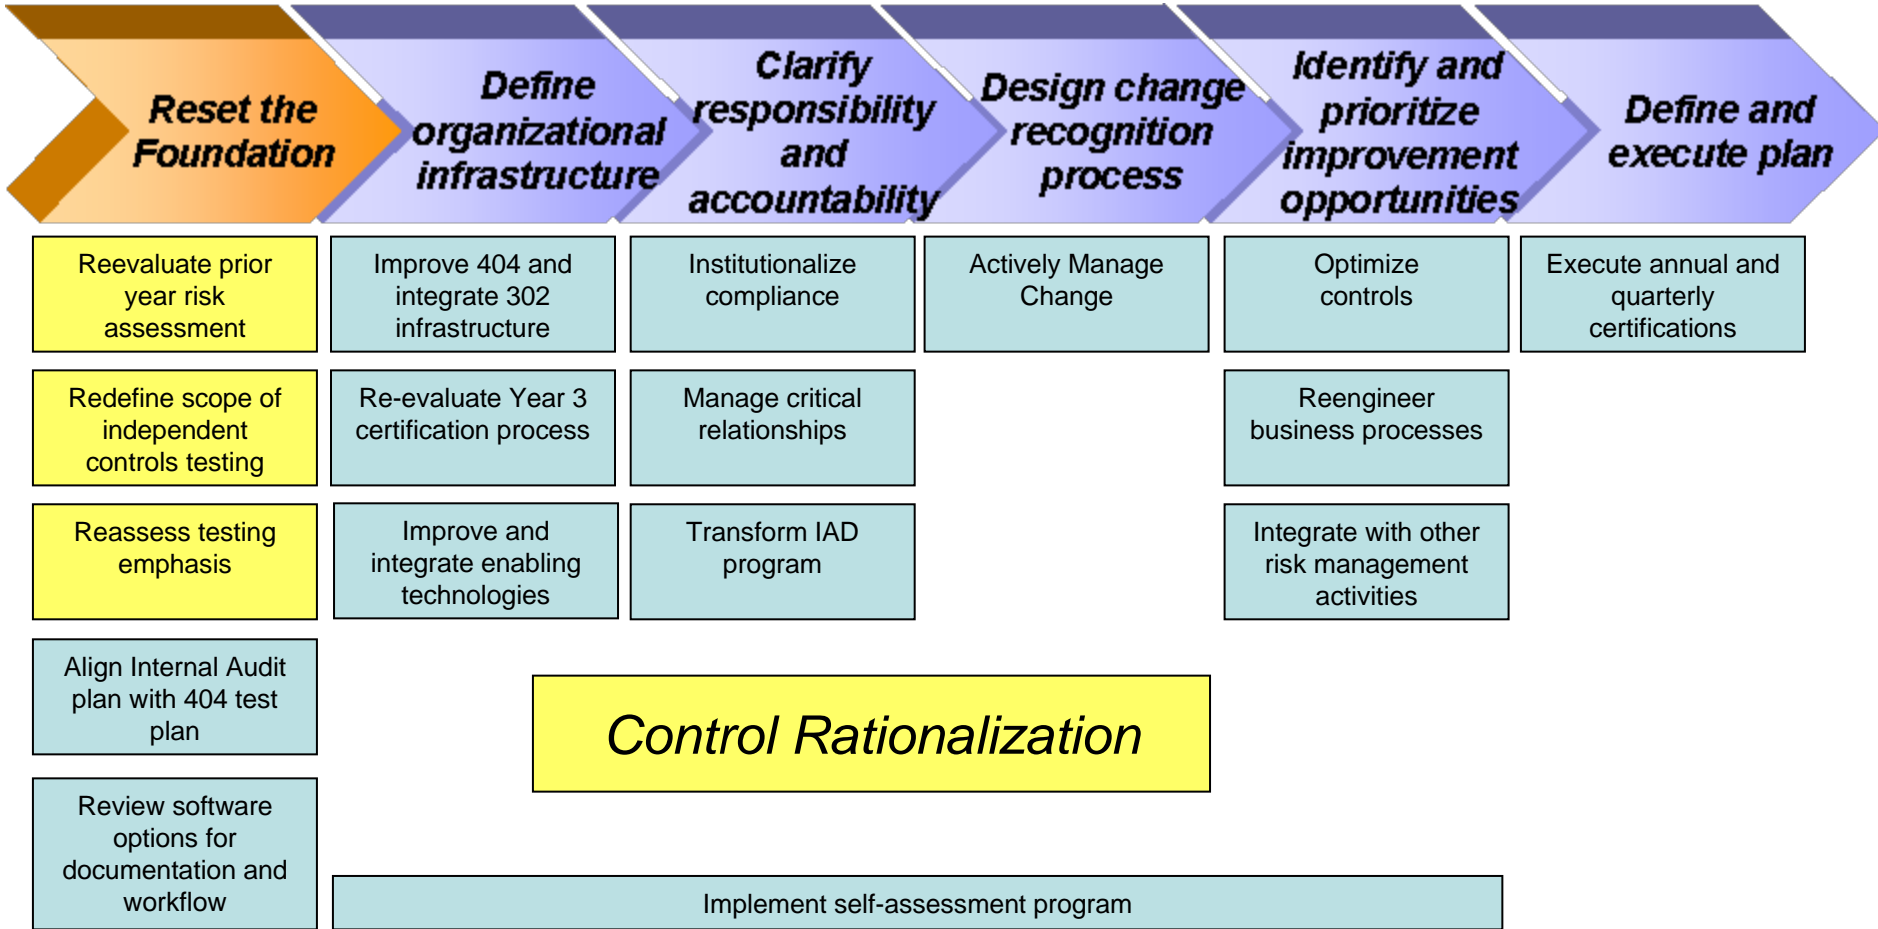 Reset the
Foundation
Define
organizational
infrastructure
Clarify
responsibility
and
accountability
Design change
recognition
process
Identify and
prioritize
improvement
opportunities
Define and
execute plan
Reevaluate prior
year risk
assessment
Redefine scope of
independent
controls testing
Reassess testing
emphasis
Align Internal Audit
plan with 404 test
plan
Review software
options for
documentation and
workflow
Improve 404 and
integrate 302
infrastructure
Re-evaluate Year 3
certification process
Improve and
integrate enabling
technologies
Institutionalize
compliance
Manage critical
relationships
Transform IAD
program
Actively Manage
Change
Optimize
controls
Reengineer
business processes
Integrate with other
risk management
activities
Execute annual and
quarterly
certifications
Control Rationalization
Implement self-assessment program